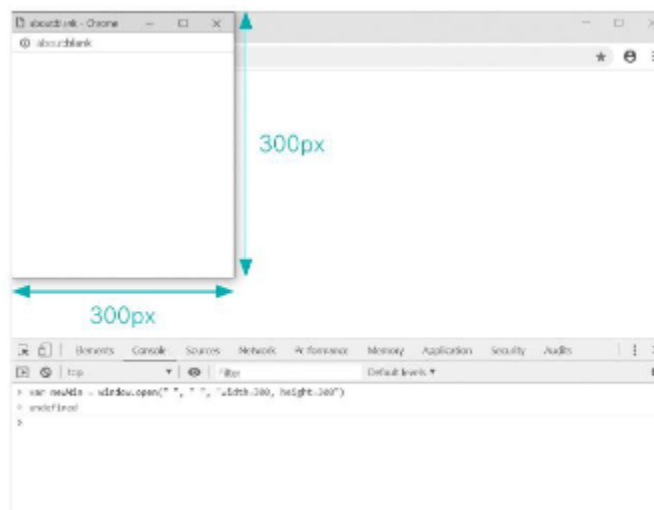 about:blank - Chrome
about:blank
300px
300px
Elements Console Sources Network Performance Memory Application Security Audits
top Filter Default levels
var newWin = window.open(" ", " ", "width=300, height=300")
undefined